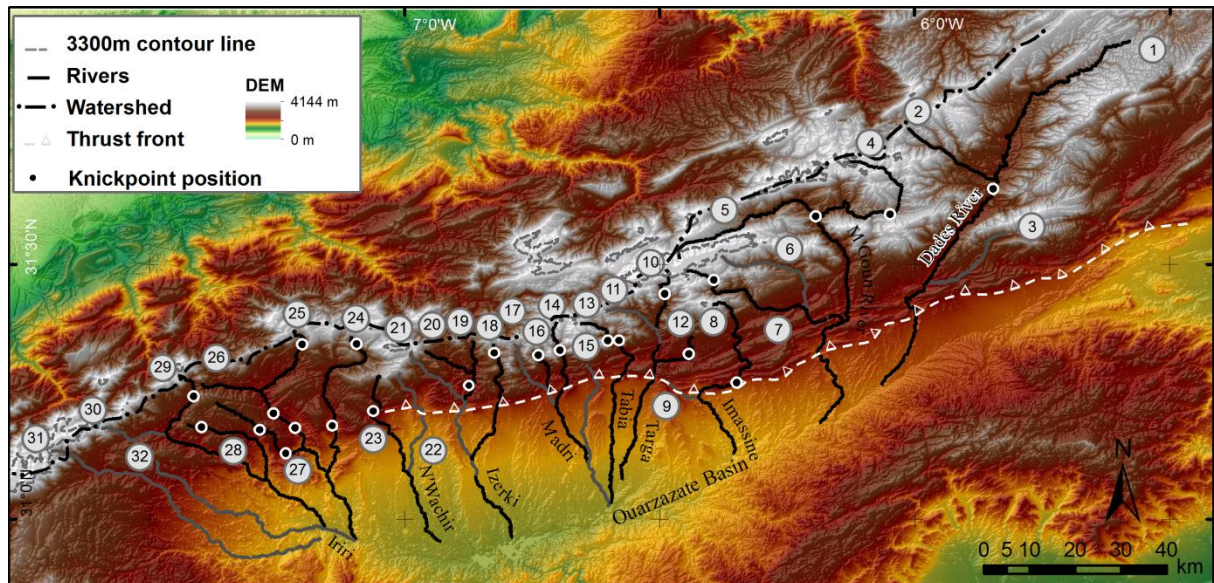 7°0'W
6°0'W
3300m contour line
Rivers
Watershed
Thrust front
Knickpoint position
DEM
4144 m
0 m
31°30'N
31°0'N
1
2
3
4
5
6
7
8
9
10
11
12
13
14
15
16
17
18
19
20
21
22
23
24
25
26
27
28
29
30
31
32
Dades River
M'Goun River
Imassine
Targa
Tabia
Madri
Izerki
N'Wachir
Iriri
Ouarzazate Basin
N
0 5 10 20 30 40
km